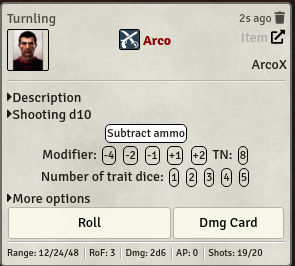 Turnling 2s ago
Arco Item
ArcoX
Description
Shooting d10
Subtract ammo
Modifier: -4 -2 -1 +1 +2 TN: 8
Number of trait dice: 1 2 3 4 5
More options
Roll Dmg Card
Range: 12/24/48 RoF: 3 Dmg: 2d6 AP: 0 Shots: 19/20